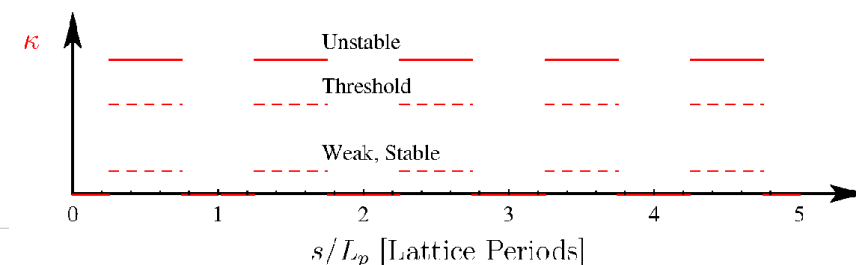 κ
Unstable
Threshold
Weak, Stable
0 1 2 3 4 5
s/L_p [Lattice Periods]